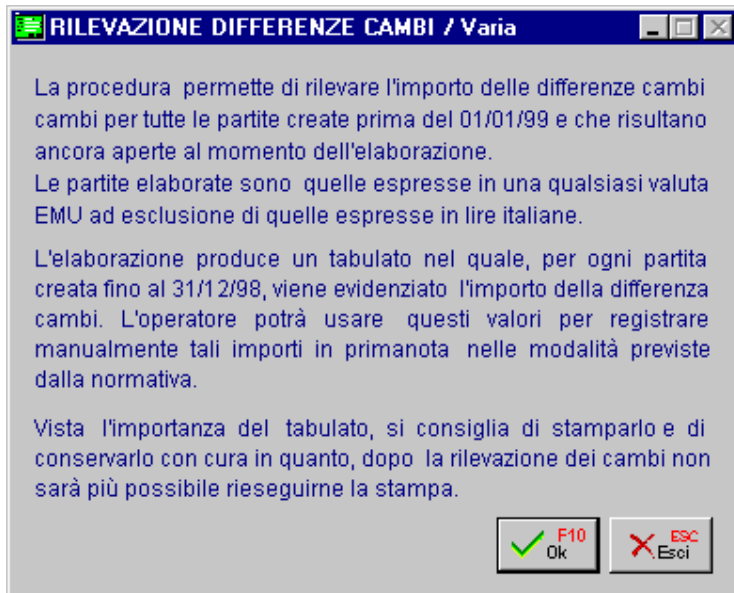 RILEVAZIONE DIFFERENZE CAMBI / Varia
La procedura permette di rilevare l'importo delle differenze cambi
cambi per tutte le partite create prima del 01/01/99 e che risultano
ancora aperte al momento dell'elaborazione.
Le partite elaborate sono quelle espresse in una qualsiasi valuta
EMU ad esclusione di quelle espresse in lire italiane.
L'elaborazione produce un tabulato nel quale, per ogni partita
creata fino al 31/12/98, viene evidenziato l'importo della differenza
cambi. L'operatore potrà usare questi valori per registrare
manualmente tali importi in primanota nelle modalità previste
dalla normativa.
Vista l'importanza del tabulato, si consiglia di stamparlo e di
conservarlo con cura in quanto, dopo la rilevazione dei cambi non
sarà più possibile rieseguirne la stampa.
F10
Ok
ESC
Esci